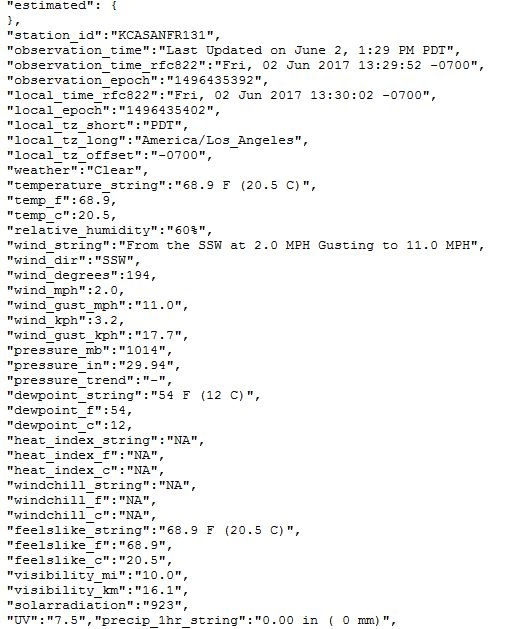 "estimated": {
},
"station_id":"KCASANFR131",
"observation_time":"Last Updated on June 2, 1:29 PM PDT",
"observation_time_rfc822":"Fri, 02 Jun 2017 13:29:52 -0700",
"observation_epoch":"1496435392",
"local_time_rfc822":"Fri, 02 Jun 2017 13:30:02 -0700",
"local_epoch":"1496435402",
"local_tz_short":"PDT",
"local_tz_long":"America/Los_Angeles",
"local_tz_offset":"-0700",
"weather":"Clear",
"temperature_string":"68.9 F (20.5 C)",
"temp_f":68.9,
"temp_c":20.5,
"relative_humidity":"60%",
"wind_string":"From the SSW at 2.0 MPH Gusting to 11.0 MPH",
"wind_dir":"SSW",
"wind_degrees":194,
"wind_mph":2.0,
"wind_gust_mph":"11.0",
"wind_kph":3.2,
"wind_gust_kph":"17.7",
"pressure_mb":"1014",
"pressure_in":"29.94",
"pressure_trend":"-",
"dewpoint_string":"54 F (12 C)",
"dewpoint_f":54,
"dewpoint_c":12,
"heat_index_string":"NA",
"heat_index_f":"NA",
"heat_index_c":"NA",
"windchill_string":"NA",
"windchill_f":"NA",
"windchill_c":"NA",
"feelslike_string":"68.9 F (20.5 C)",
"feelslike_f":"68.9",
"feelslike_c":"20.5",
"visibility_mi":"10.0",
"visibility_km":"16.1",
"solarradiation":"923",
"UV":"7.5","precip_1hr_string":"0.00 in ( 0 mm)",